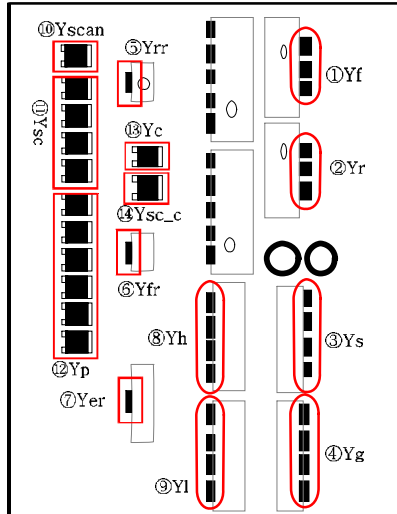 ⑩Yscan
⑤Yrr
①Yf
⑪Ysc
⑬Yc
②Yr
⑭Ysc_c
⑥Yfr
⑧Yh
③Ys
⑫Yp
⑦Yer
④Yg
⑨Yl